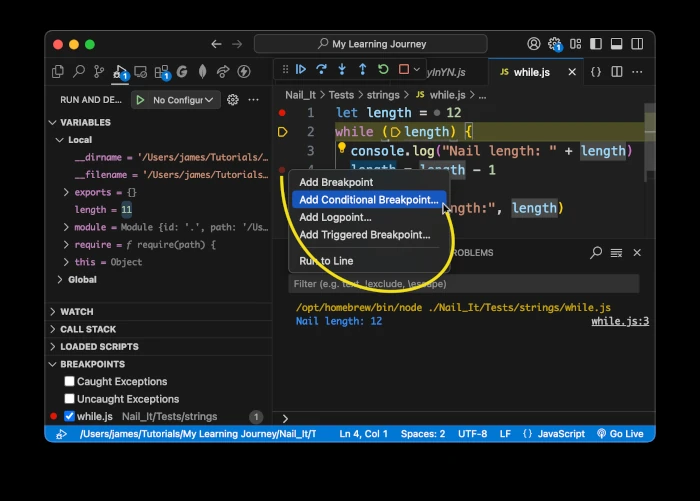 My Learning Journey
1
1
yInYN.js
JS while.js
RUN AND DE...
No Configur
Nail_It > Tests > strings > JS while.js > ...
VARIABLES
Local
__dirname = '/Users/james/Tutorials/…
__filename = '/Users/james/Tutorials…
exports = {}
length = 11
module = Module {id: '.', path: '/Us…
require = ƒ require(path) {
this = Object
Global
WATCH
CALL STACK
LOADED SCRIPTS
BREAKPOINTS
Caught Exceptions
Uncaught Exceptions
while.js Nail_It/Tests/strings 1
1 let length = 12
2 while (length) {
3 console.log("Nail length: " + length)
4 length = length - 1
ngth:", length)
Add Breakpoint
Add Conditional Breakpoint...
Add Logpoint...
Add Triggered Breakpoint...
Run to Line
ROBLEMS
Filter (e.g. text, !exclude, \escape)
/opt/homebrew/bin/node ./Nail_It/Tests/strings/while.js
Nail length: 12 while.js:3
/Users/james/Tutorials/My Learning Journey/Nail_It/T Ln 4, Col 1 Spaces: 2 UTF-8 LF {} JavaScript Go Live